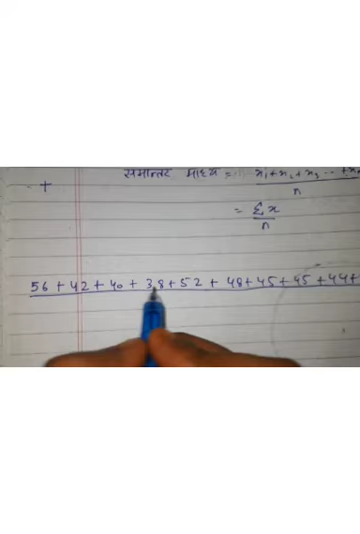 समान्तर माध्य = x₁ + x₂ + x₃ ... +x
n
+
= Σx
n
56 + 42 + 40 + 38 + 52 + 48 + 45 + 45 + 44 +